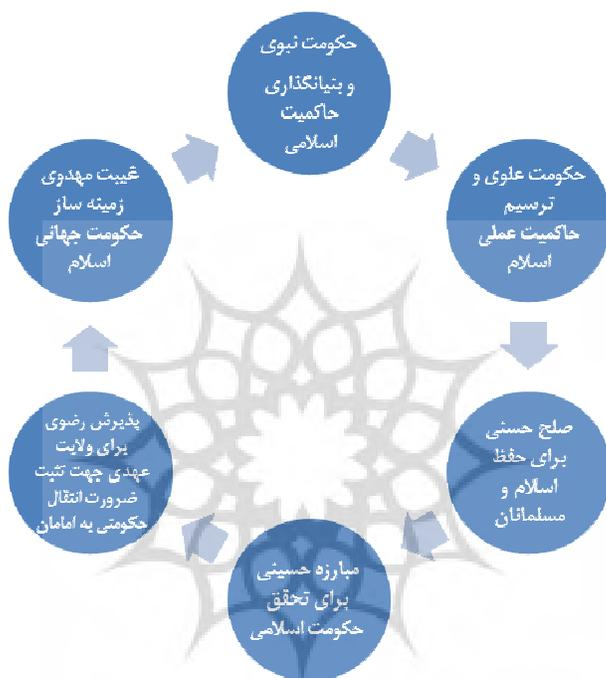 حکومت نبوی
و بنیانگذاری
حاکمیت
اسلامی
حکومت علوی و
ترسیم
حاکمیت عملی
اسلام
صلح حسنی
برای حفظ
اسلام و
مسلمانان
مبارزه حسینی
برای تحقق
حکومت اسلامی
پذیرش رضوی
برای ولایت
عهدی جهت تثبت
ضرورت انتقال
حکومتی به امامان
غیبت مهدوی
زمینه ساز
حکومت جهانی
اسلام